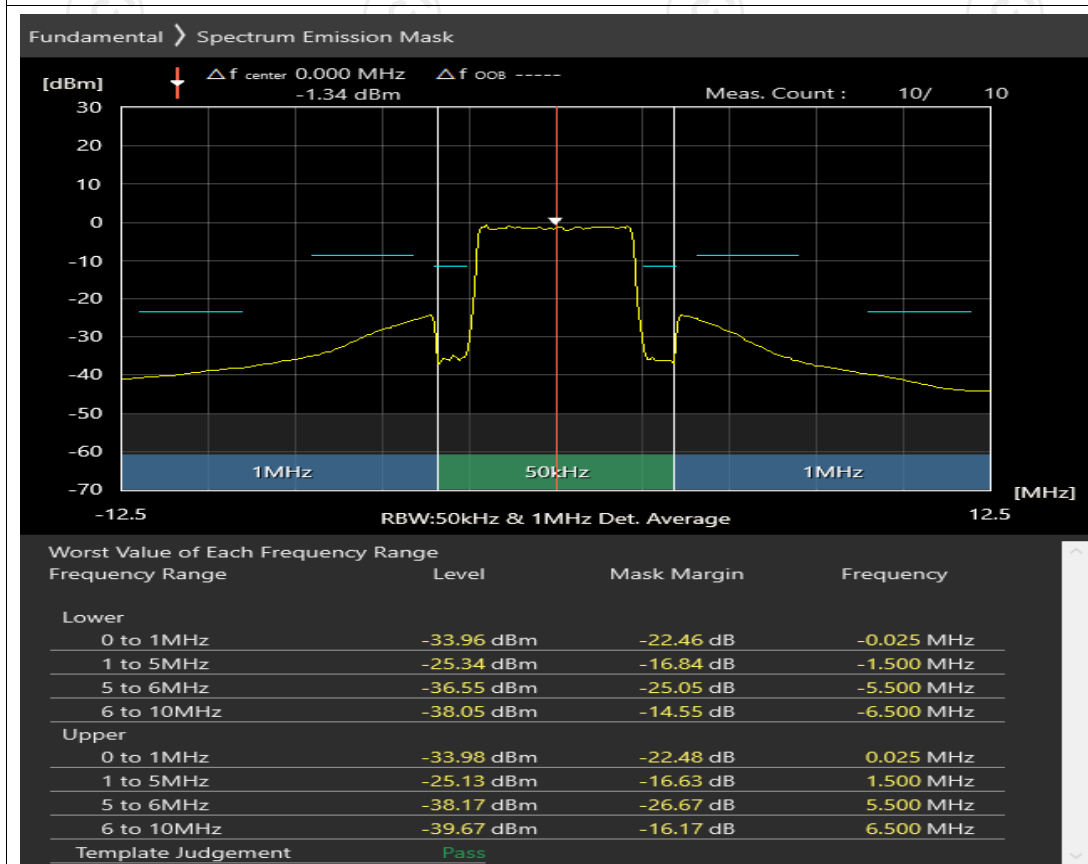 Fundamental ❯ Spectrum Emission Mask
[dBm] Δf center 0.000 MHz Δf OOB -----
-1.34 dBm Meas. Count : 10/ 10
30
20
10
0
-10
-20
-30
-40
-50
-60
1MHz 50kHz 1MHz
-70 [MHz]
-12.5 RBW:50kHz & 1MHz Det. Average 12.5
Worst Value of Each Frequency Range
Frequency Range Level Mask Margin Frequency
Lower
0 to 1MHz -33.96 dBm -22.46 dB -0.025 MHz
1 to 5MHz -25.34 dBm -16.84 dB -1.500 MHz
5 to 6MHz -36.55 dBm -25.05 dB -5.500 MHz
6 to 10MHz -38.05 dBm -14.55 dB -6.500 MHz
Upper
0 to 1MHz -33.98 dBm -22.48 dB 0.025 MHz
1 to 5MHz -25.13 dBm -16.63 dB 1.500 MHz
5 to 6MHz -38.17 dBm -26.67 dB 5.500 MHz
6 to 10MHz -39.67 dBm -16.17 dB 6.500 MHz
Template Judgement Pass